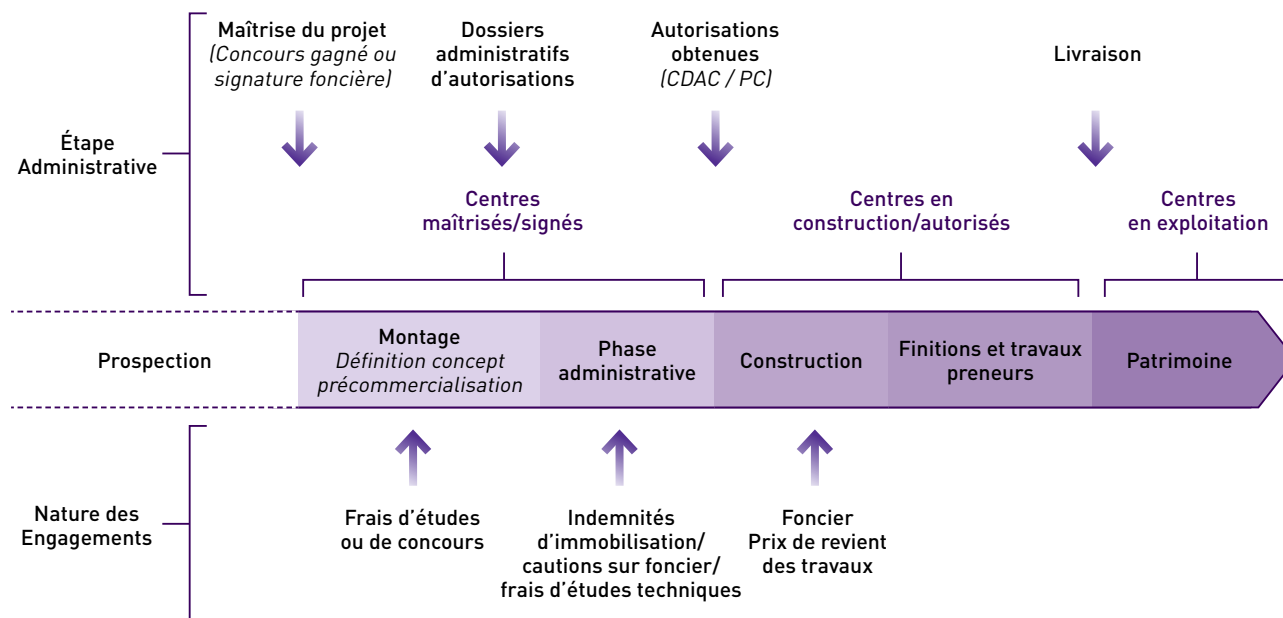 Maîtrise du projet
(Concours gagné ou
signature foncière)
Dossiers
administratifs
d’autorisations
Autorisations
obtenues
(CDAC / PC)
Livraison
Étape
Administrative
Centres
maîtrisés/signés
Centres en
construction/autorisés
Centres
en exploitation
Prospection
Montage
Définition concept
précommercialisation
Phase
administrative
Construction
Finitions et travaux
preneurs
Patrimoine
Nature des
Engagements
Frais d’études
ou de concours
Indemnités
d’immobilisation/
cautions sur foncier/
frais d’études techniques
Foncier
Prix de revient
des travaux